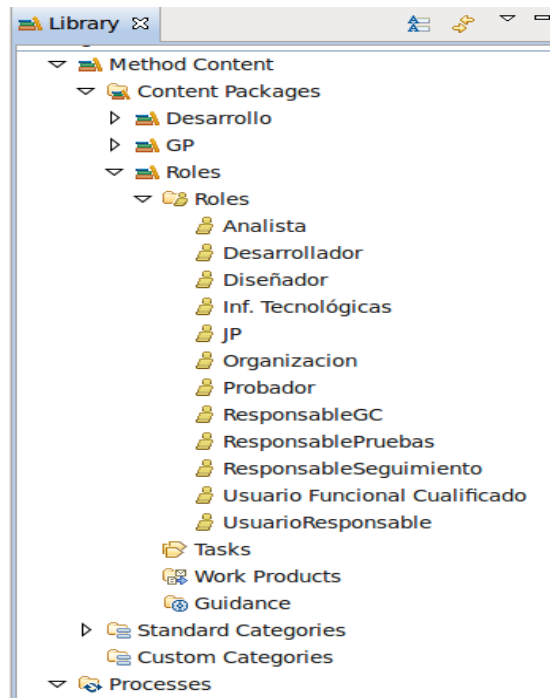 Library
Method Content
Content Packages
Desarrollo
GP
Roles
Roles
Analista
Desarrollador
Diseñador
Inf. Tecnológicas
JP
Organizacion
Probador
ResponsableGC
ResponsablePruebas
ResponsableSeguimiento
Usuario Funcional Cualificado
UsuarioResponsable
Tasks
Work Products
Guidance
Standard Categories
Custom Categories
Processes